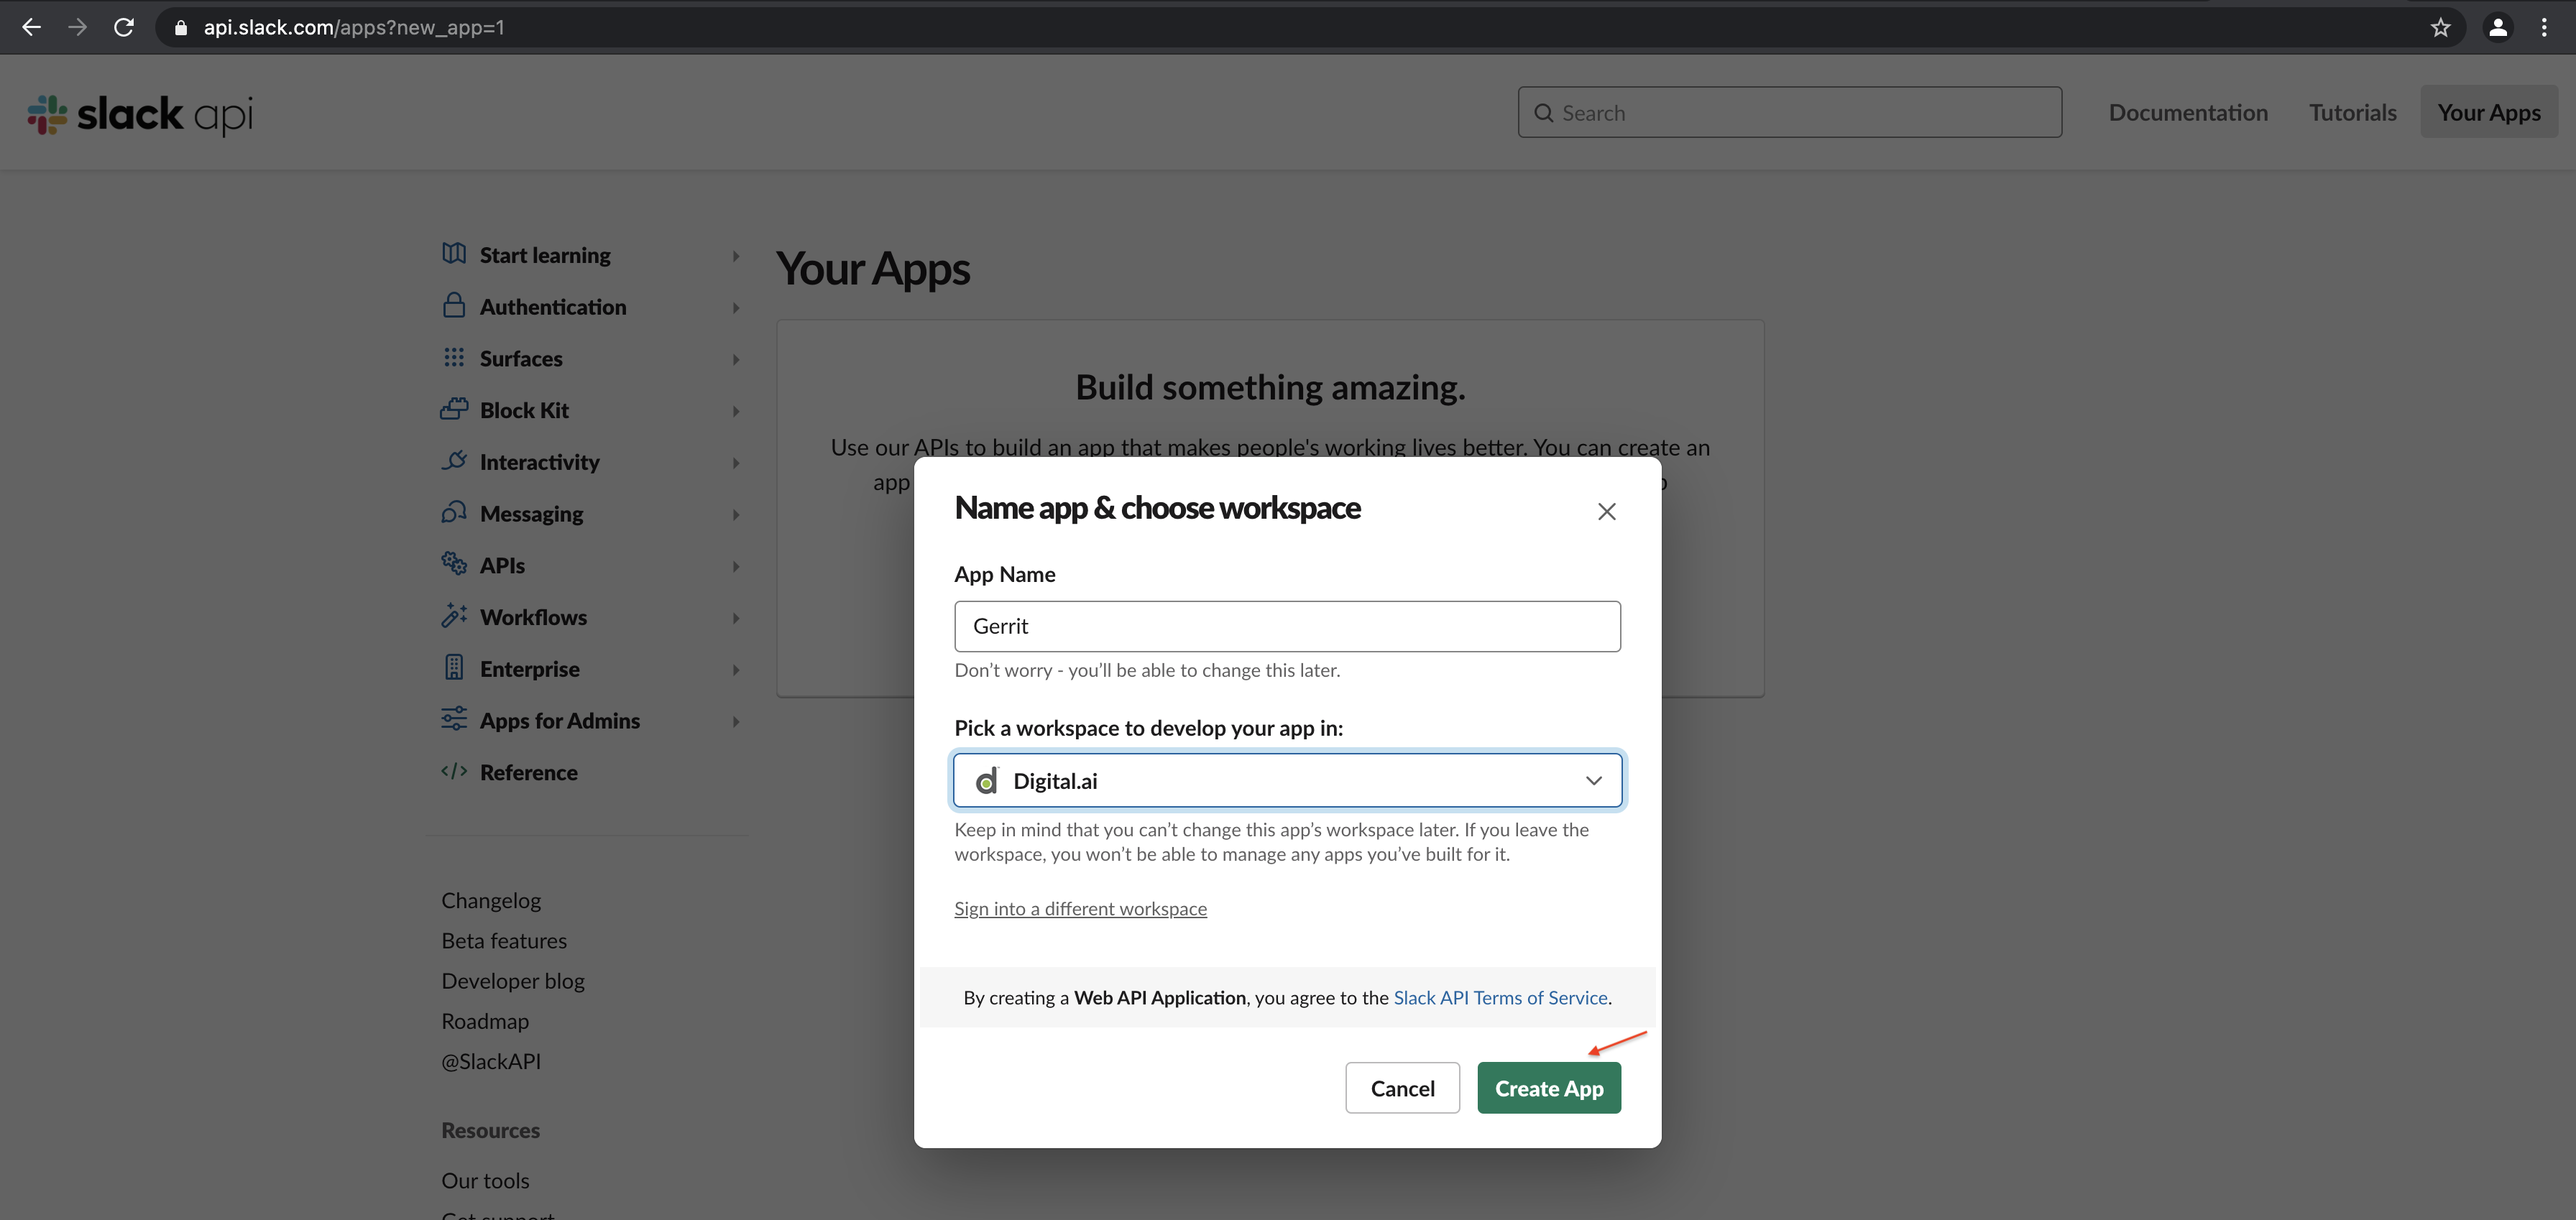 api.slack.com/apps?new_app=1
slack api
Search
Documentation
Tutorials
Your Apps
Start learning
Authentication
Surfaces
Block Kit
Interactivity
Messaging
APIs
Workflows
Enterprise
Apps for Admins
Reference
Changelog
Beta features
Developer blog
Roadmap
@SlackAPI
Resources
Our tools
Get support
Your Apps
Build something amazing.
Use our APIs to build an app that makes people's working lives better. You can create an
app
Name app & choose workspace
App Name
Gerrit
Don’t worry - you’ll be able to change this later.
Pick a workspace to develop your app in:
Digital.ai
Keep in mind that you can’t change this app’s workspace later. If you leave the
workspace, you won’t be able to manage any apps you’ve built for it.
Sign into a different workspace
By creating a Web API Application, you agree to the Slack API Terms of Service.
Cancel
Create App